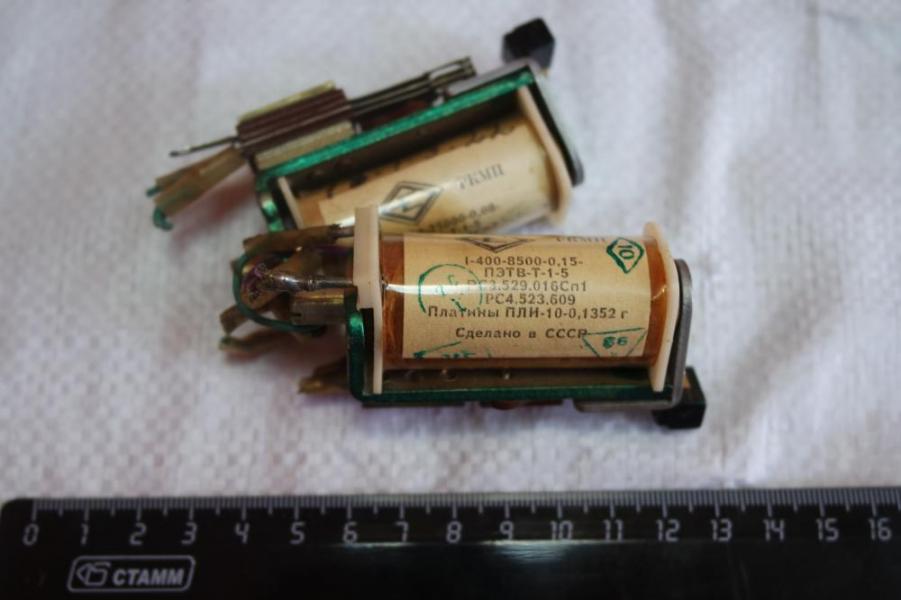 РКМП
РКМП
10
1-400-8500-0,15-
ПЭТВ-Т-1-5
РС3.529.016Сп1
РС4.523.609
Платины ПЛИ-10-0,1352 г
Сделано в СССР
0 1 2 3 4 5 6 7 8 9 10 11 12 13 14 15 16
СТАММ